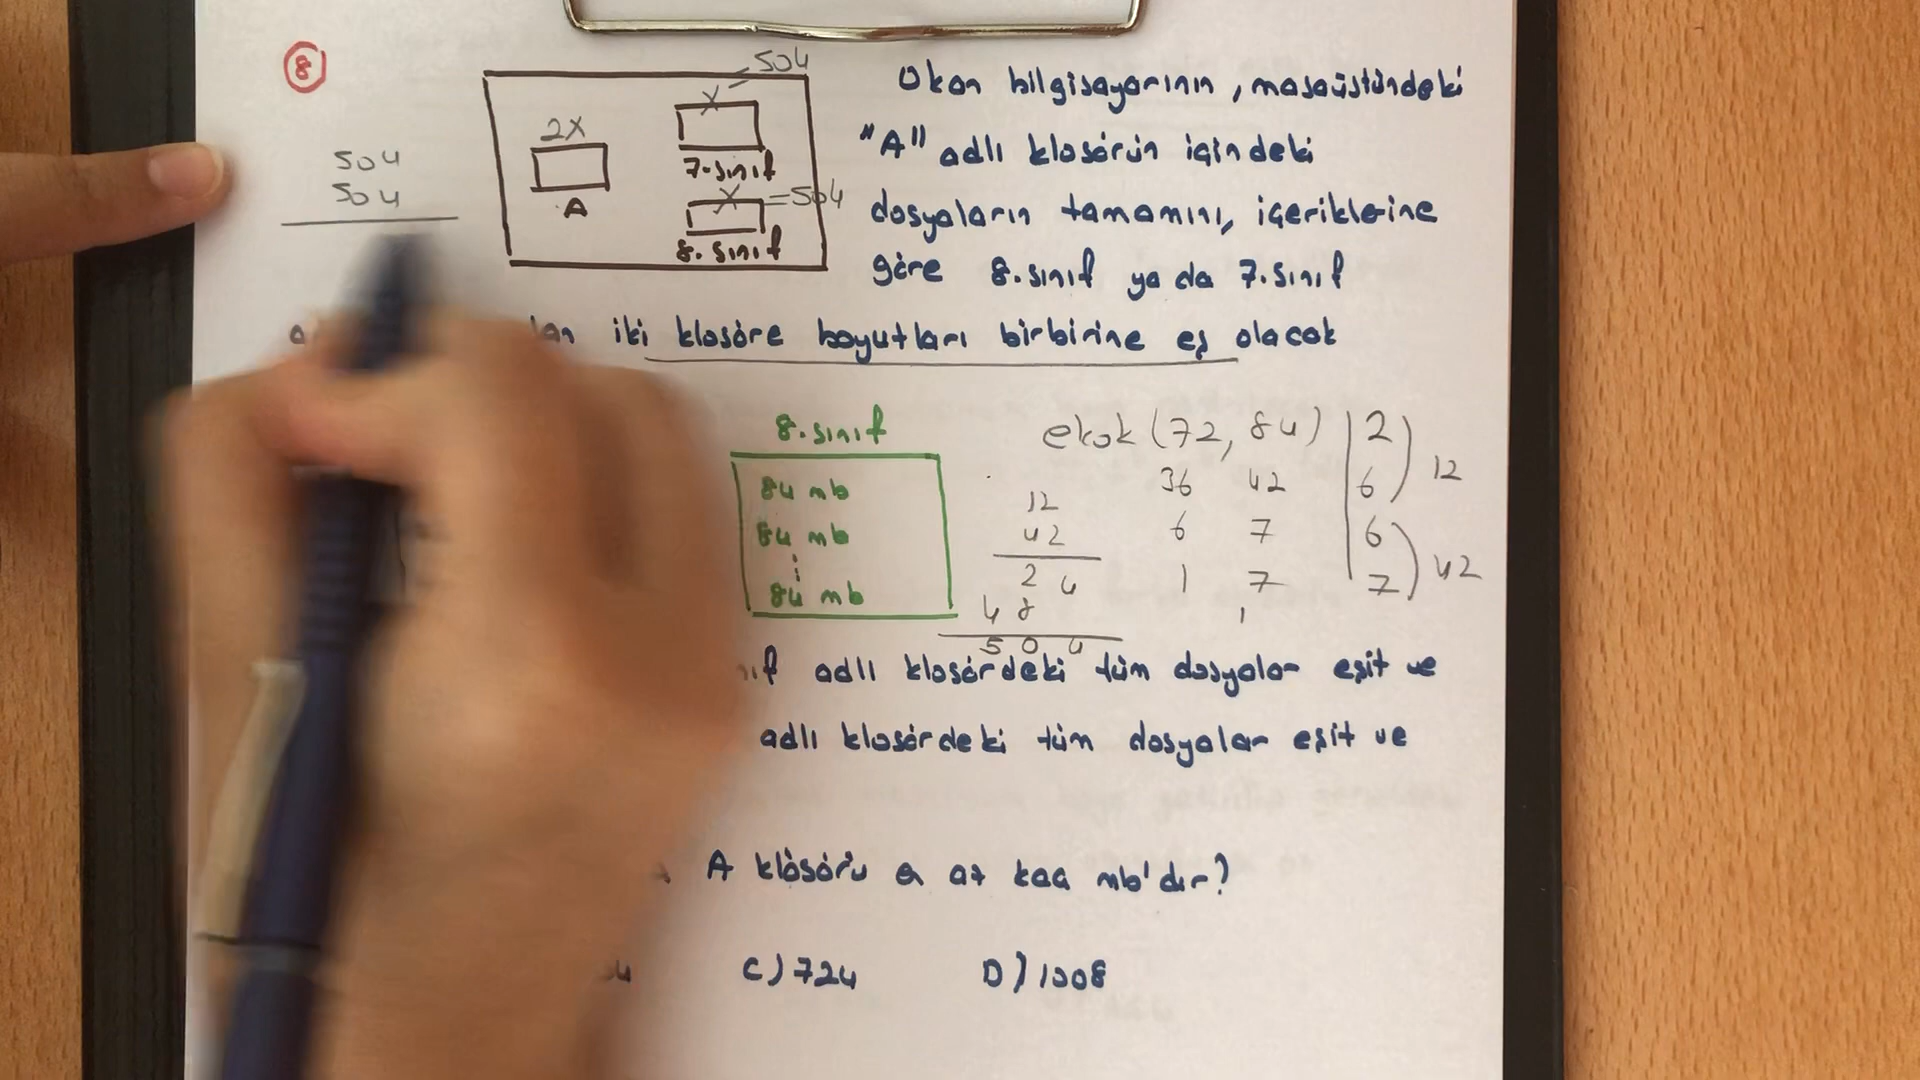 8
504
504
2x
A
x
504
7.sınıf
x
=504
8.sınıf
Okan bilgisayarının, masaüstündeki
"A" adlı klasörün içindeki
dosyaların tamamını, içeriklerine
göre 8.sınıf ya da 7.sınıf
iki klasöre boyutları birbirine eş olacak
8.sınıf
84 mb
84 mb
84 mb
ekok (72, 84) 2
36 42 6
6 7 6
1 7 7
1
12
42
12
42
24
48
504
adlı klasördeki tüm dosyalar eşit ve
adlı klasördeki tüm dosyalar eşit ve
A klasörü en az kaç mb'dır?
C) 724
D) 1008